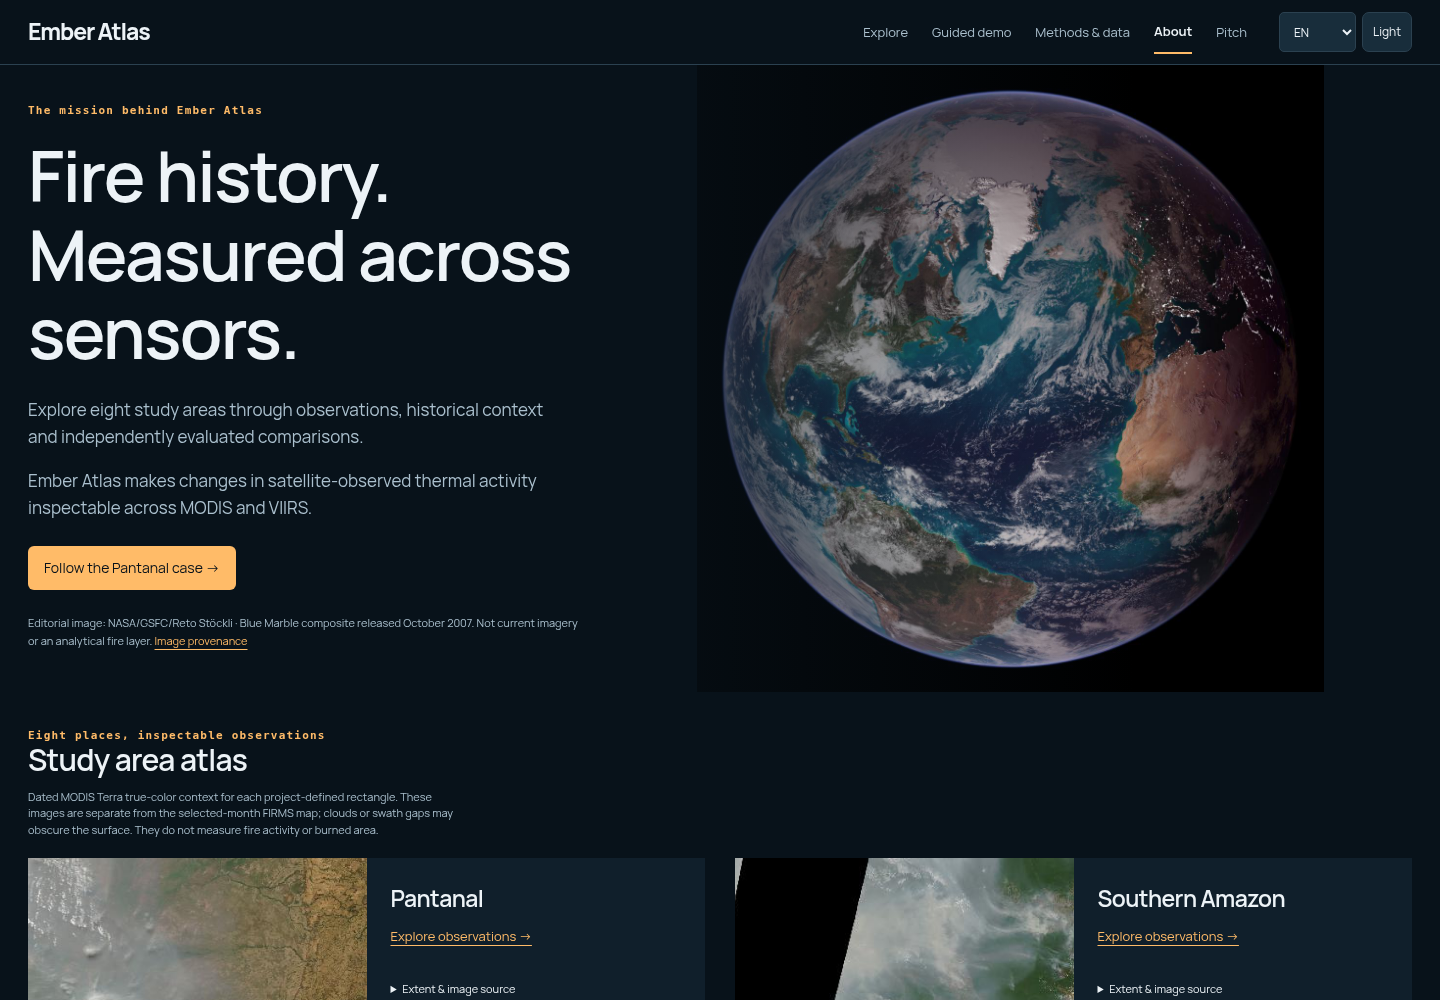 Ember Atlas
Explore
Guided demo
Methods & data
About
Pitch
EN
Light
The mission behind Ember Atlas
Fire history.
Measured across
sensors.
Explore eight study areas through observations, historical context
and independently evaluated comparisons.
Ember Atlas makes changes in satellite-observed thermal activity
inspectable across MODIS and VIIRS.
Follow the Pantanal case →
Editorial image: NASA/GSFC/Reto Stöckli · Blue Marble composite released October 2007. Not current imagery
or an analytical fire layer. Image provenance
Eight places, inspectable observations
Study area atlas
Dated MODIS Terra true-color context for each project-defined rectangle. These
images are separate from the selected-month FIRMS map; clouds or swath gaps may
obscure the surface. They do not measure fire activity or burned area.
Pantanal
Explore observations →
▶ Extent & image source
Southern Amazon
Explore observations →
▶ Extent & image source